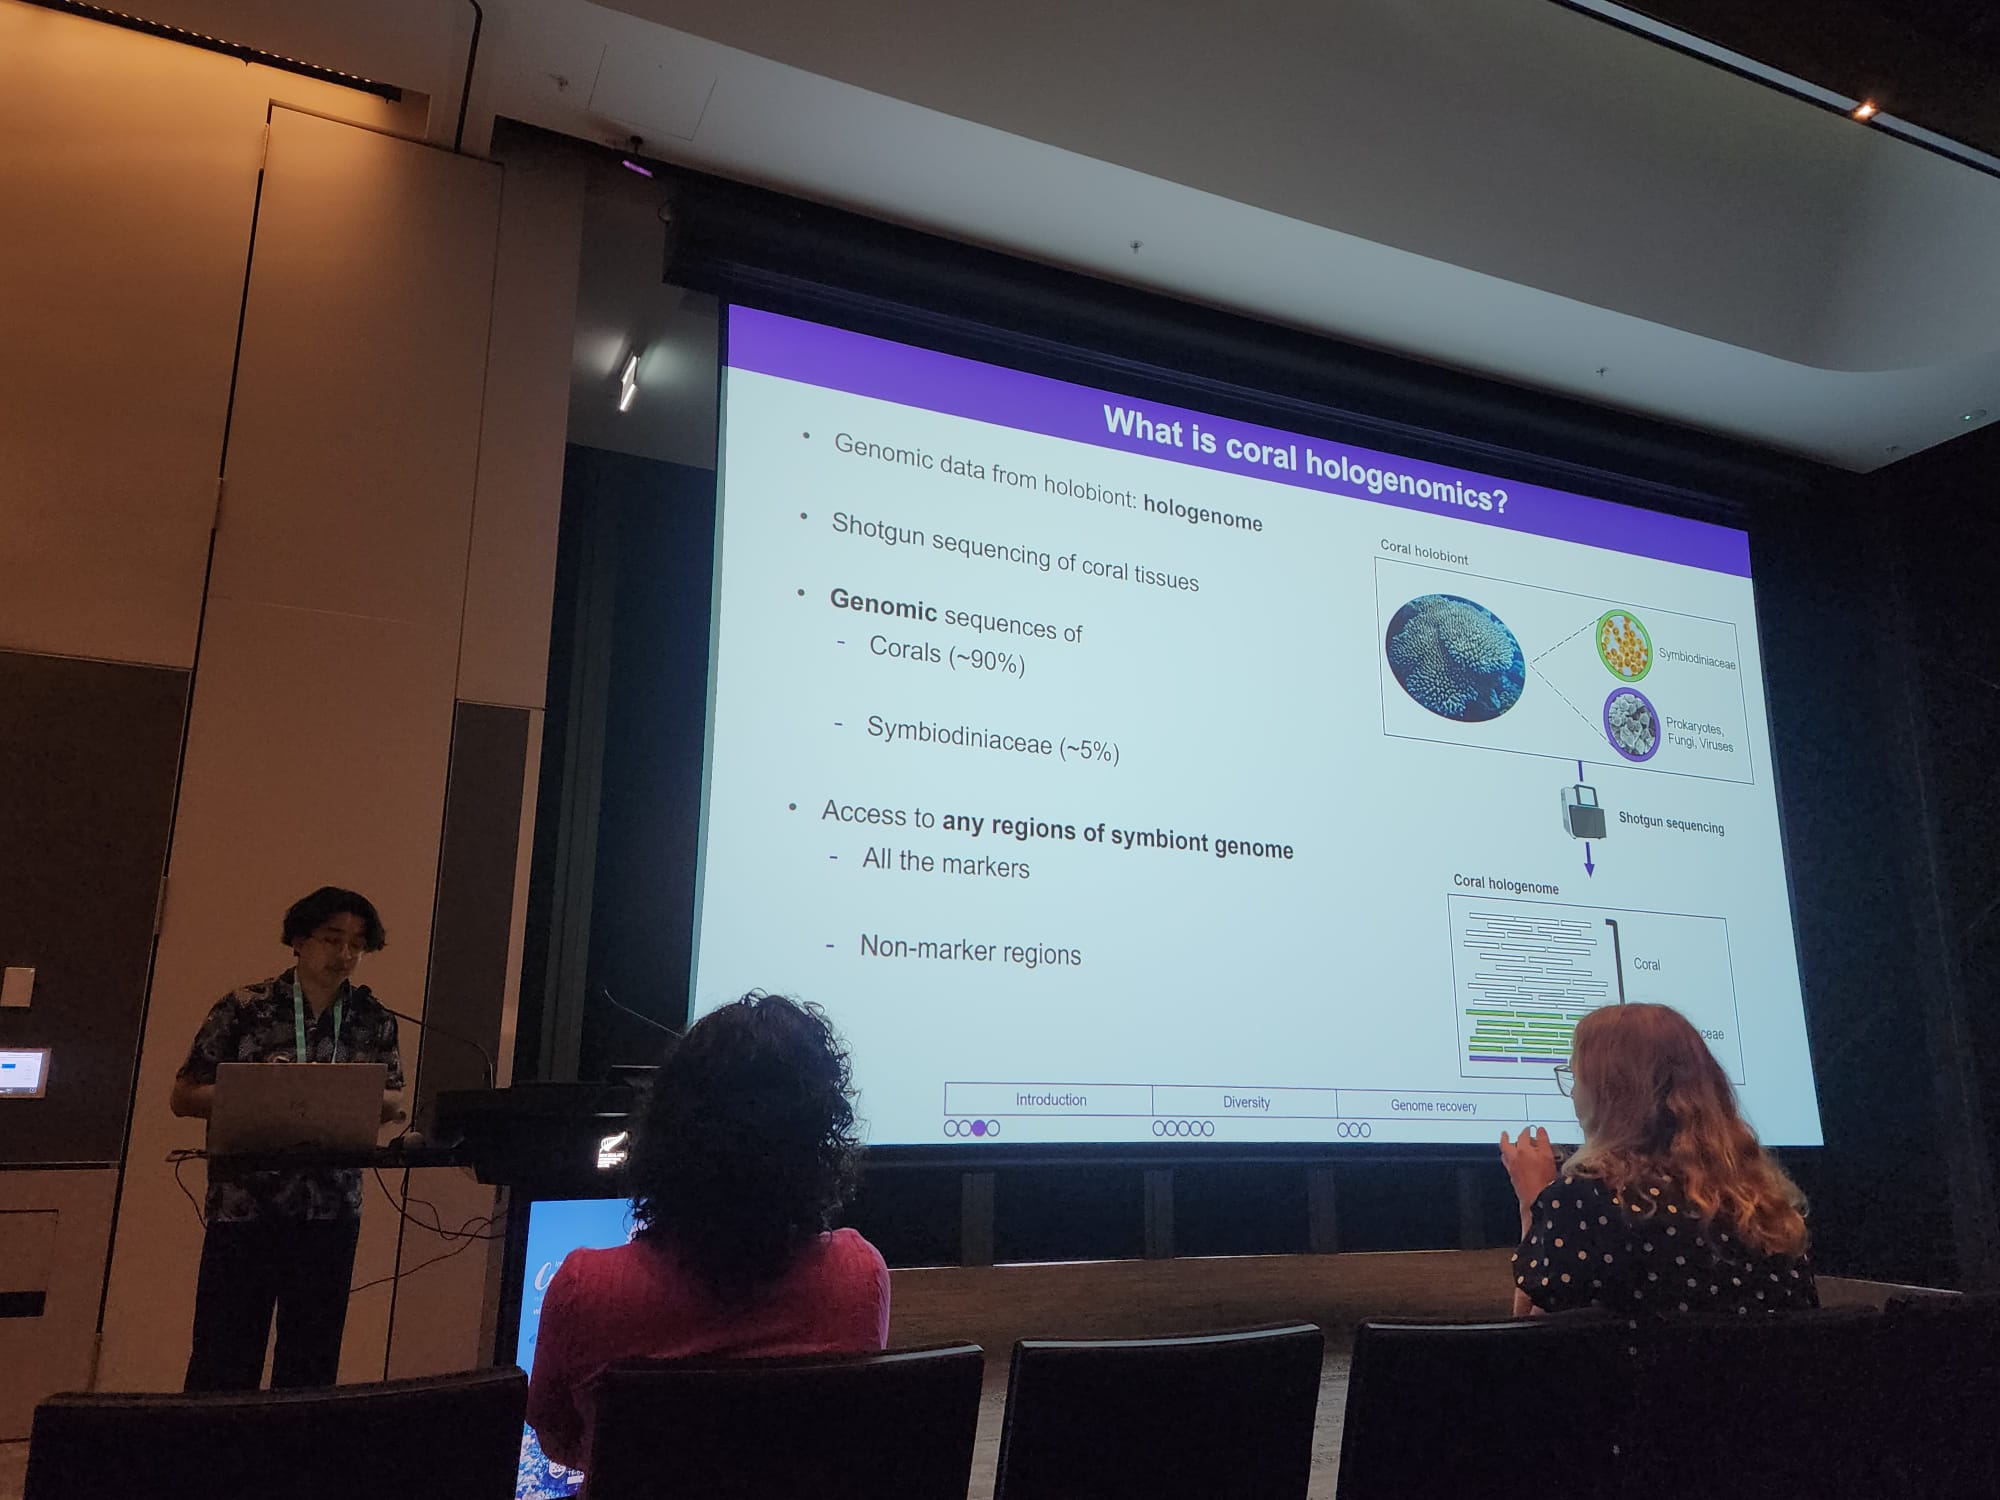 What is coral hologenomics?
• Genomic data from holobiont: hologenome
• Shotgun sequencing of coral tissues
• Genomic sequences of
- Corals (~90%)
- Symbiodiniaceae (~5%)
• Access to any regions of symbiont genome
- All the markers
- Non-marker regions
Coral holobiont
Symbiodiniaceae
Prokaryotes,
Fungi, Viruses
Shotgun sequencing
Coral hologenome
Coral
ceae
Introduction
Diversity
Genome recovery